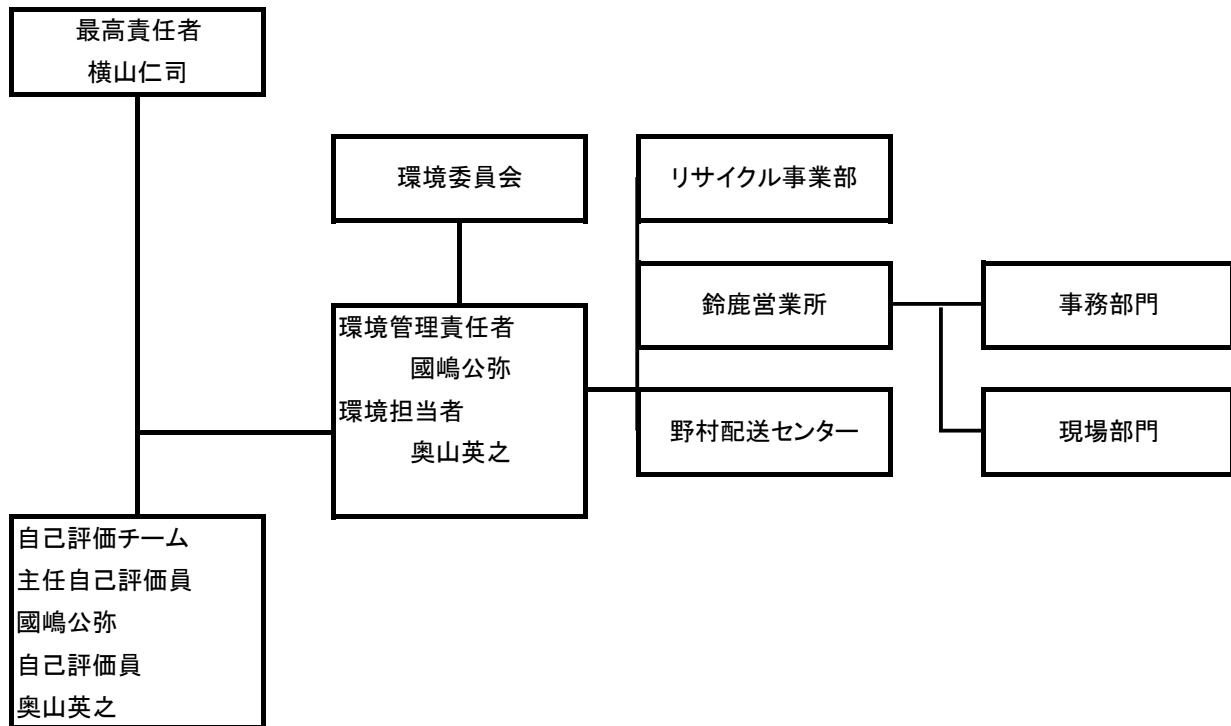 最高責任者
横山仁司
環境委員会
リサイクル事業部
鈴鹿営業所
事務部門
環境管理責任者
國嶋公弥
環境担当者
奥山英之
野村配送センター
現場部門
自己評価チーム
主任自己評価員
國嶋公弥
自己評価員
奥山英之